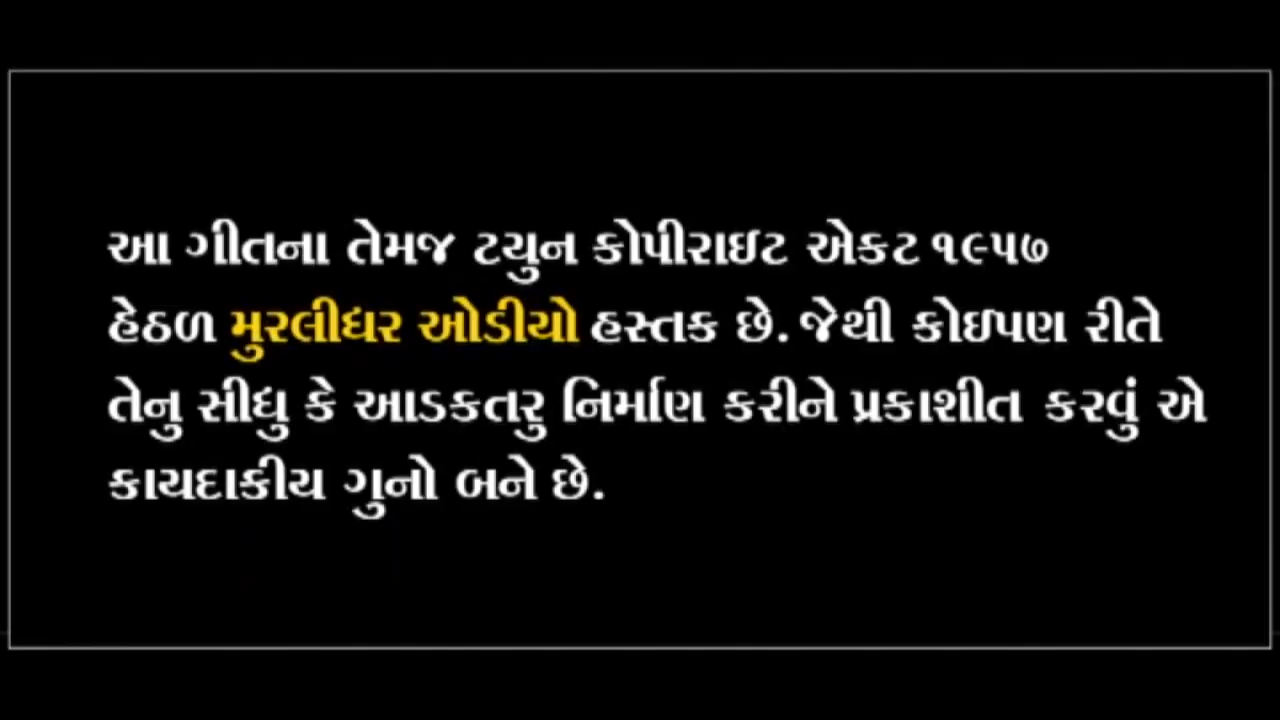 આ ગીતના તેમજ ટયુન કોપીરાઇટ એકટ ૧૯૫૭
હેઠળ મુરલીધર ઓડીયો હસ્તક છે. જેથી કોઇપણ રીતે
તેનુ સીધુ કે આડકતરુ નિર્માણ કરીને પ્રકાશીત કરવું એ
કાયદાકીય ગુનો બને છે.